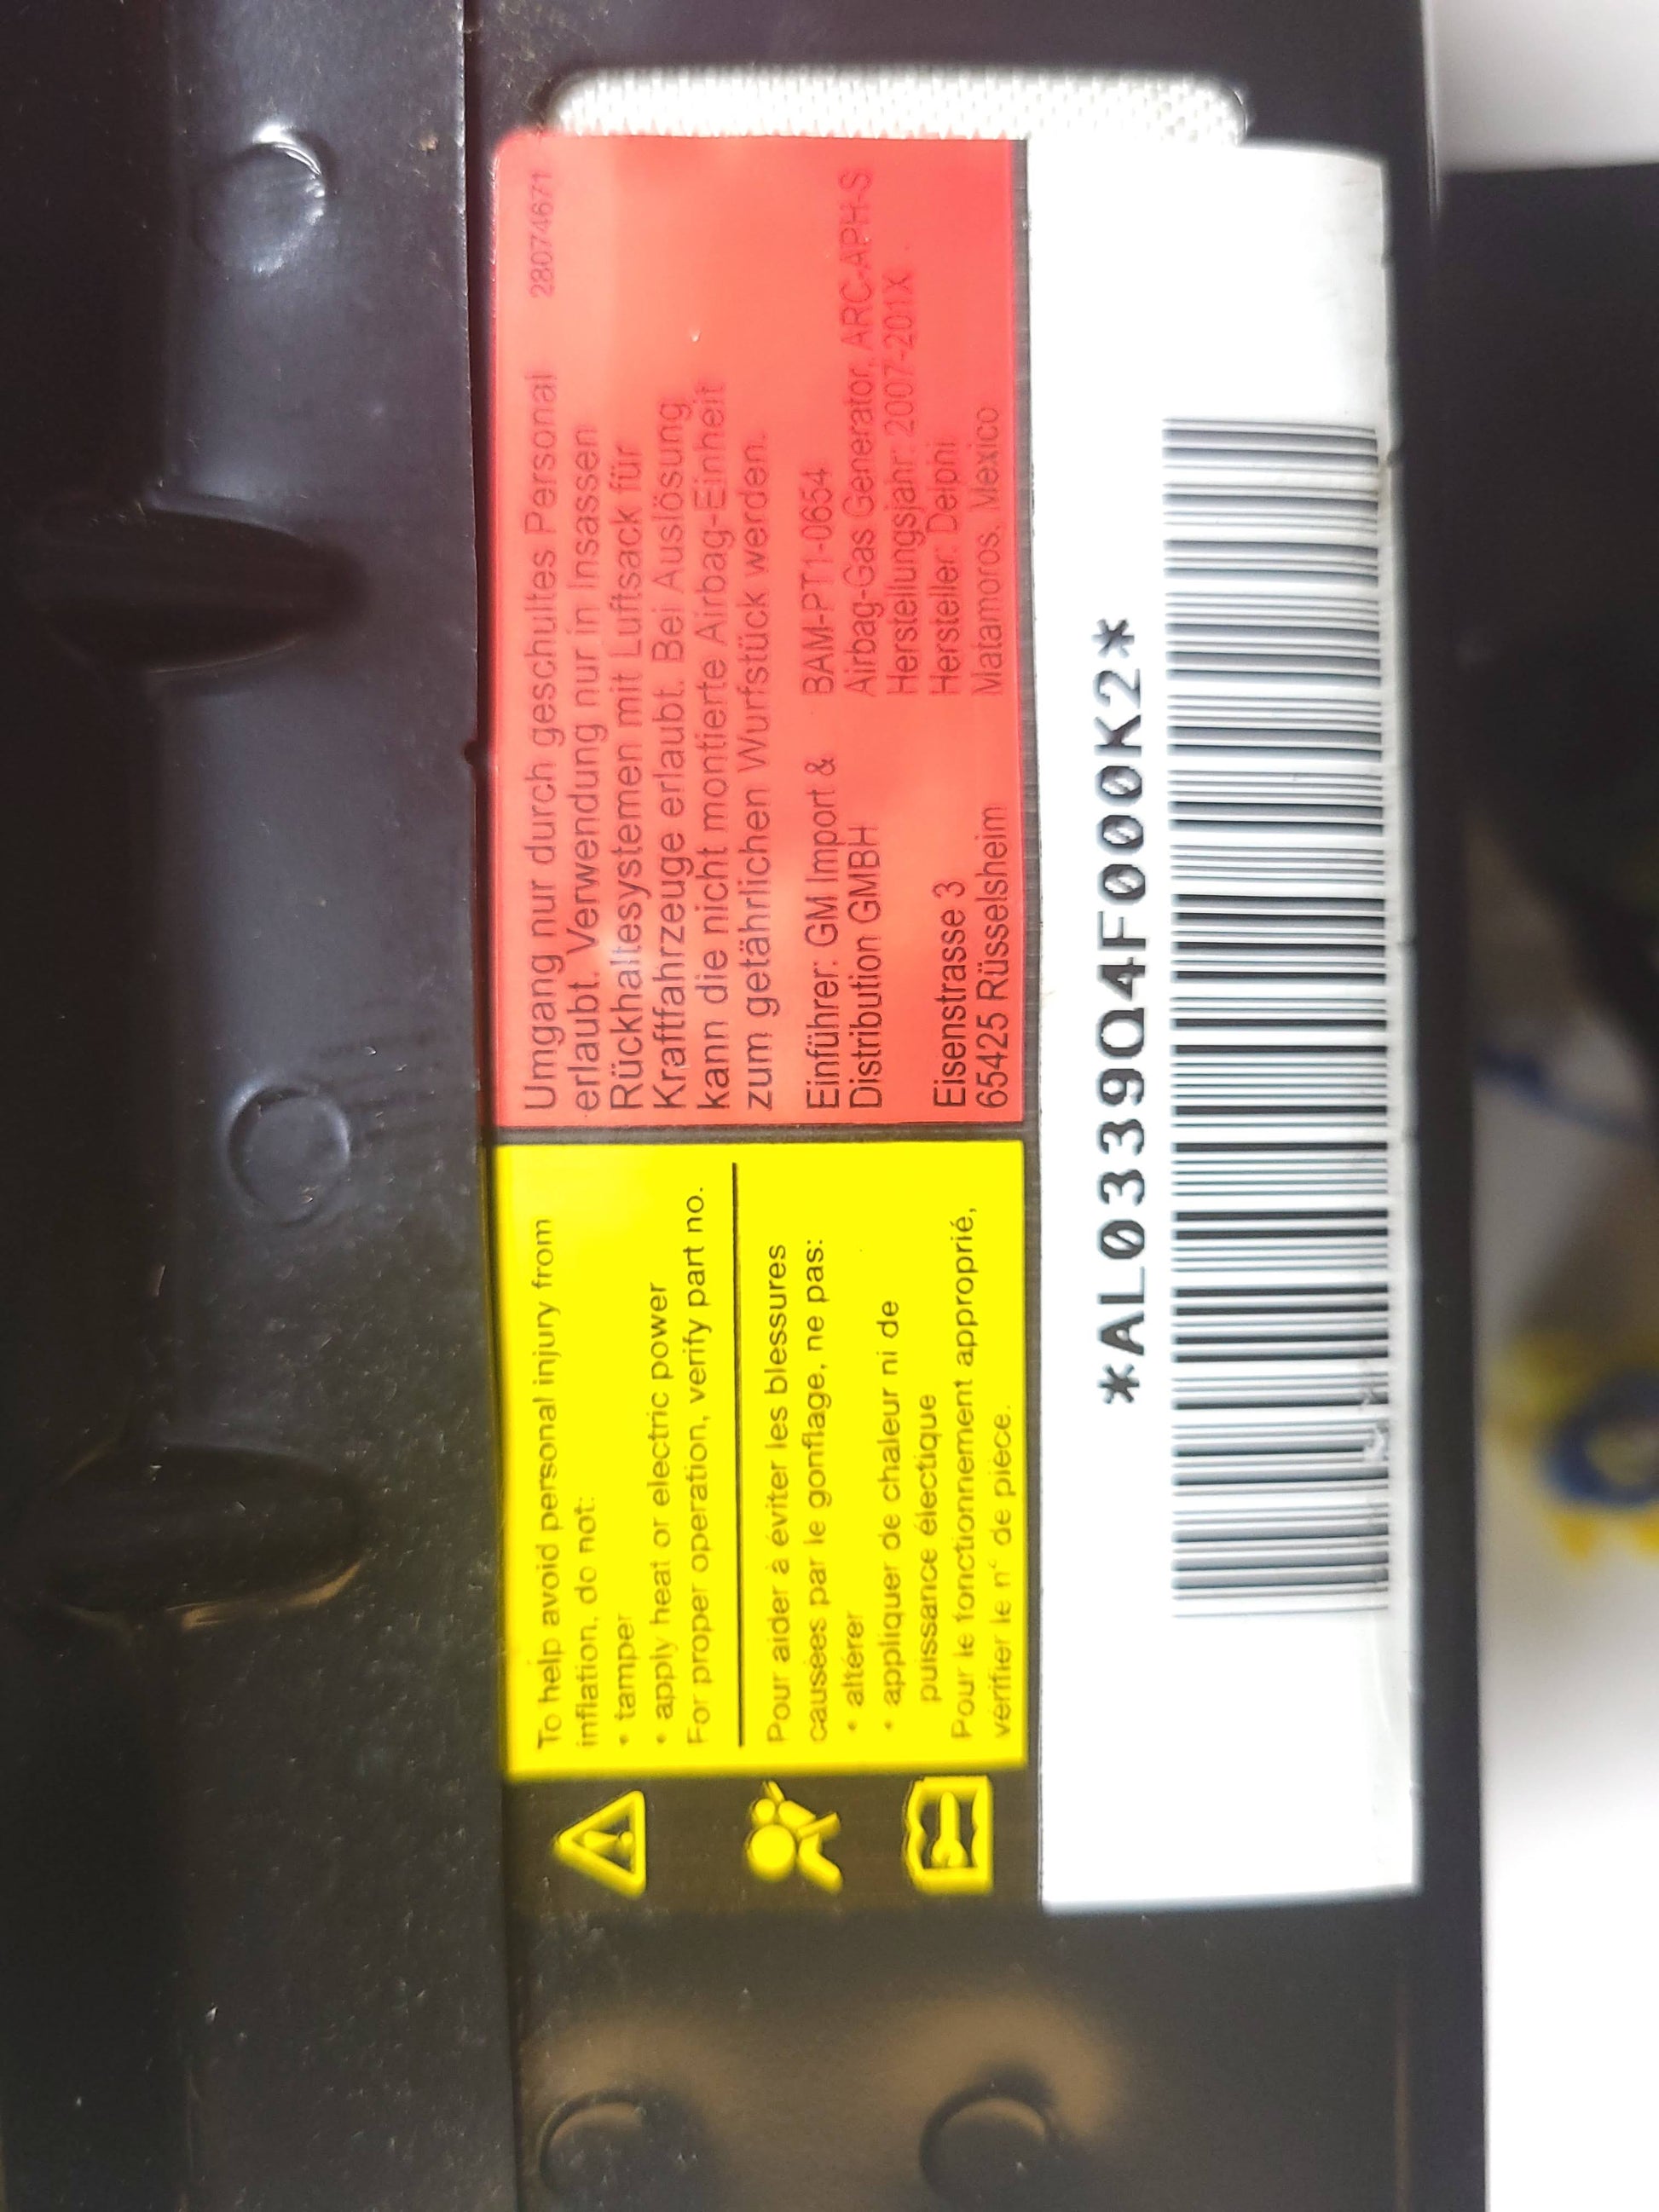 To help avoid personal injury from
inflation, do not:
• tamper
• apply heat or electric power
For proper operation, verify part no.
Pour aider à éviter les blessures
causées par le gonflage, ne pas:
• altérer
• appliquer de chaleur ni de
puissance électique
Pour le fonctionnement approprié,
vérifier le n° de pièce.
Umgang nur durch geschultes Personal 28074671
erlaubt. Verwendung nur in Insassen
Rückhaltesystemen mit Luftsack für
Kraftfahrzeuge erlaubt. Bei Auslösung
kann die nicht montierte Airbag-Einheit
zum getährlichen Wurfstück werden.
Einführer: GM Import &
Distribution GMBH
Eisenstrasse 3
65425 Rüsselsheim
BAM-PT1-0654
Airbag-Gas Generator, ARC-APH-S
Herstellungsjahr: 2007-201X
Hersteller: Delphi
Matamoros, Mexico
*AL0339Q4F000K2*